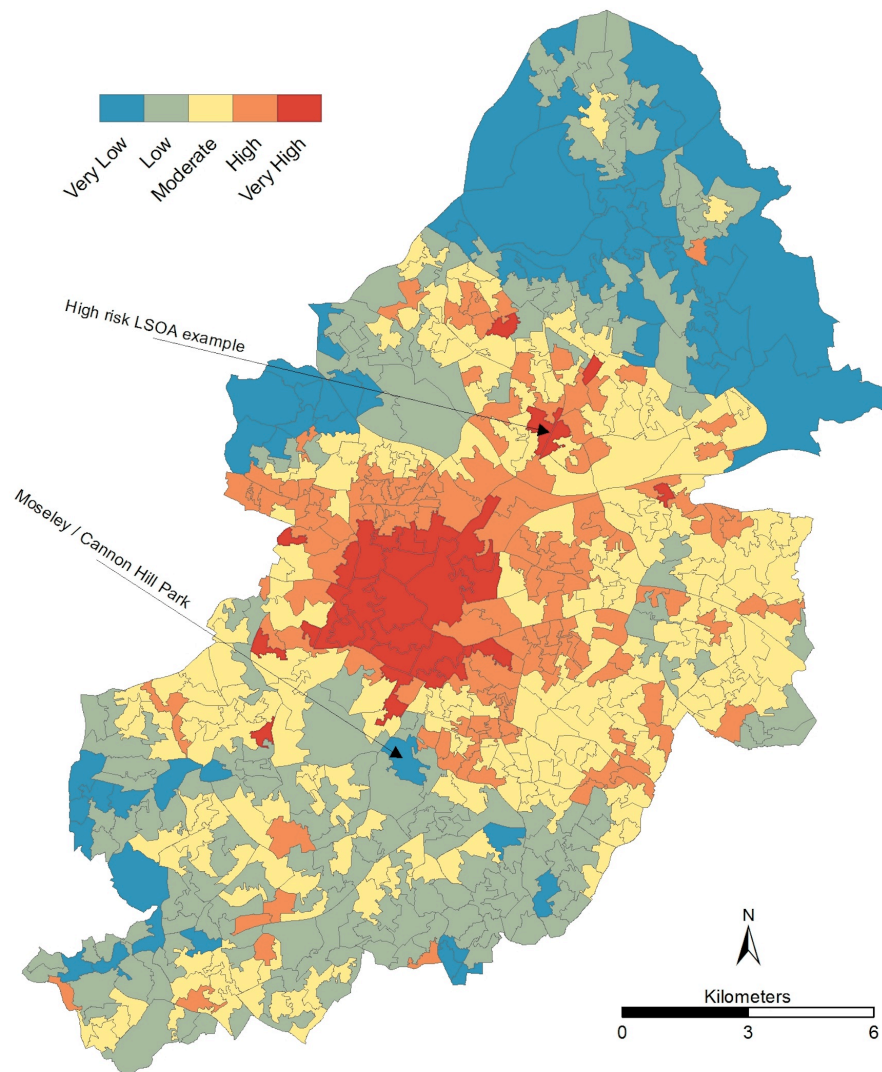 Very Low
Low
Moderate
High
Very High
High risk LSOA example
Moseley / Cannon Hill Park
N
Kilometers
0 3 6